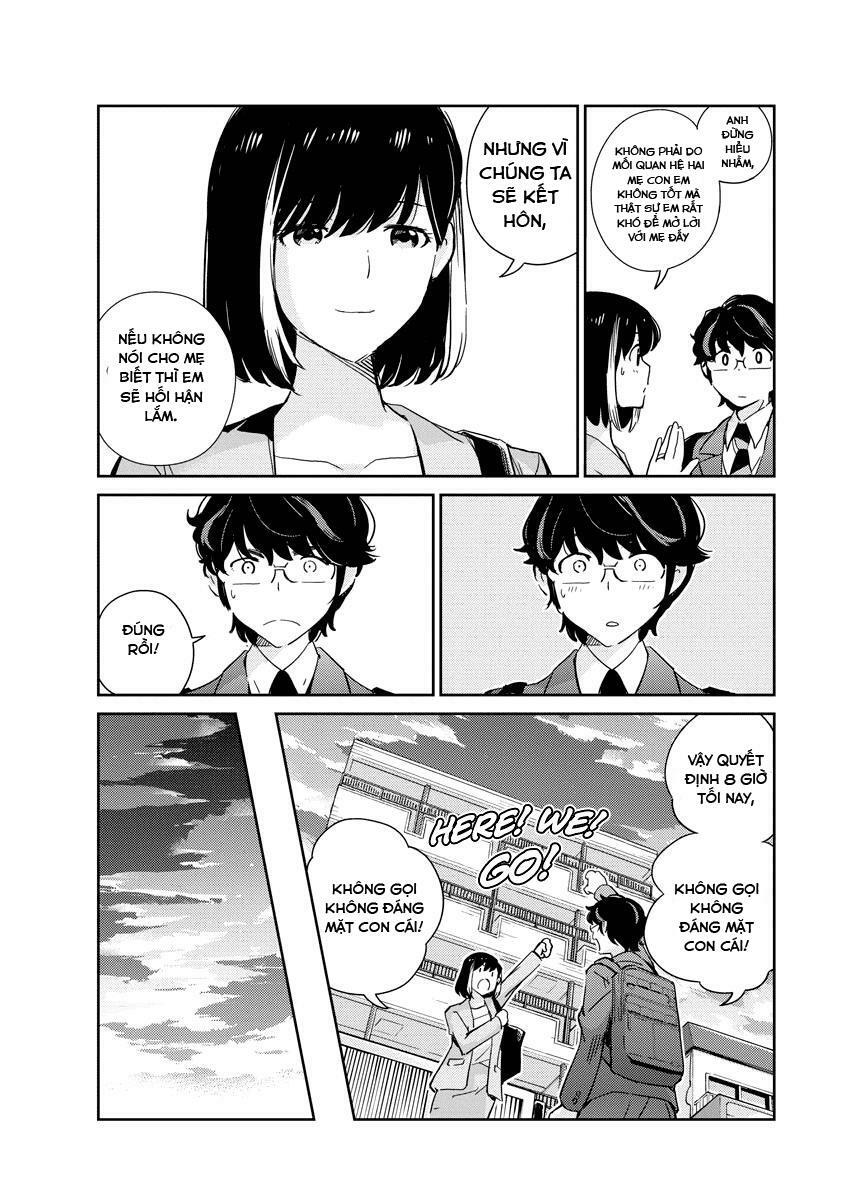 ANH
ĐỪNG
HIỂU
NHẦM,
KHÔNG PHẢI DO
MỐI QUAN HỆ HAI
MẸ CON EM
KHÔNG TỐT MÀ
THẬT SỰ EM RẤT
KHÓ ĐỂ MỞ LỜI
VỚI MẸ ĐẤY
NHƯNG VÌ
CHÚNG TA
SẼ KẾT
HÔN,
NẾU KHÔNG
NÓI CHO MẸ
BIẾT THÌ EM
SẼ HỐI HẬN
LẮM.
ĐÚNG
RỒI!
VẬY QUYẾT
ĐỊNH 8 GIỜ
TỐI NAY,
KHÔNG GỌI
KHÔNG
ĐÁNG MẶT
CON CÁI!
HERE! WE!
GO!
KHÔNG GỌI
KHÔNG ĐÁNG
MẶT CON CÁI!